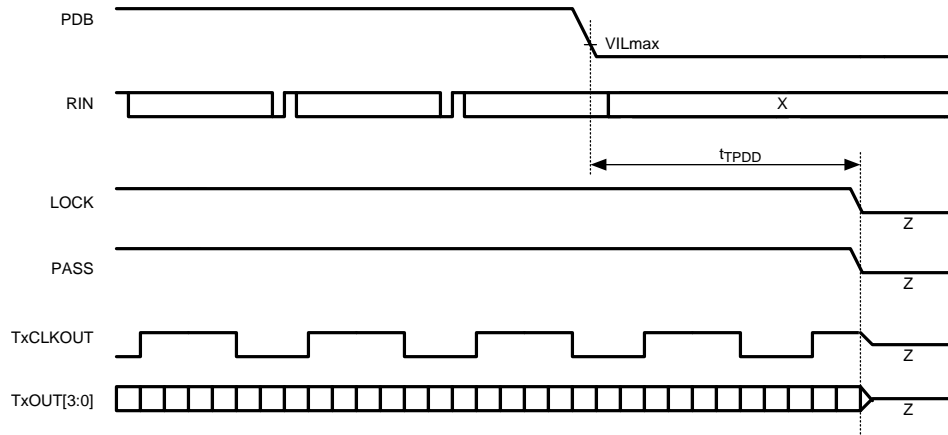 PDB
VILmax
RIN
X
tTPDD
LOCK
Z
PASS
Z
TxCLKOUT
Z
TxOUT[3:0]
Z